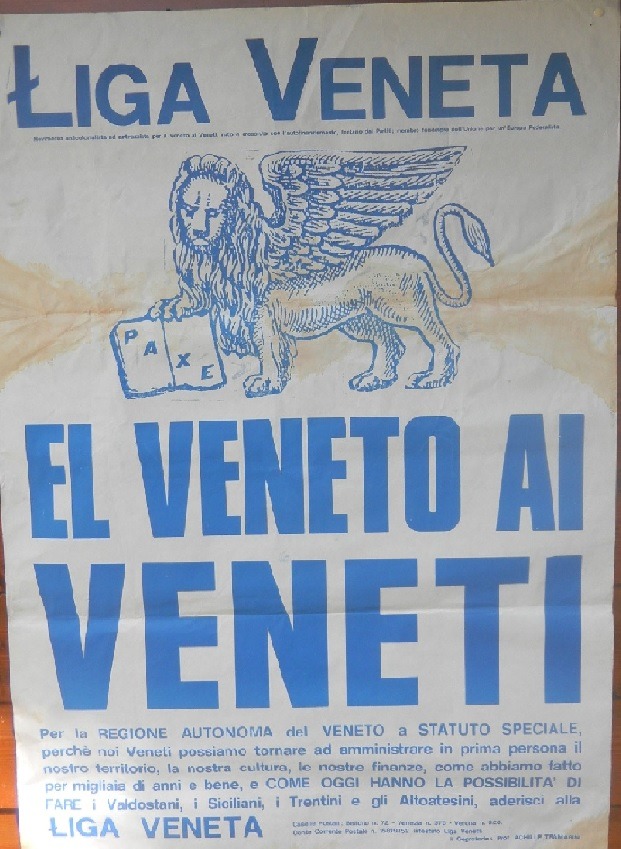 ŁIGA VENETA
P A X E
EL VENETO AI
VENETI
Per la REGIONE AUTONOMA del VENETO a STATUTO SPECIALE,
perchè noi Veneti possiamo tornare ad amministrare in prima persona il
nostro territorio, la nostra cultura, le nostre finanze, come abbiamo fatto
per migliaia di anni e bene, e COME OGGI HANNO LA POSSIBILITA' DI
FARE i Valdostani, i Siciliani, i Trentini e gli Altoatesini, aderisci alla
ŁIGA VENETA